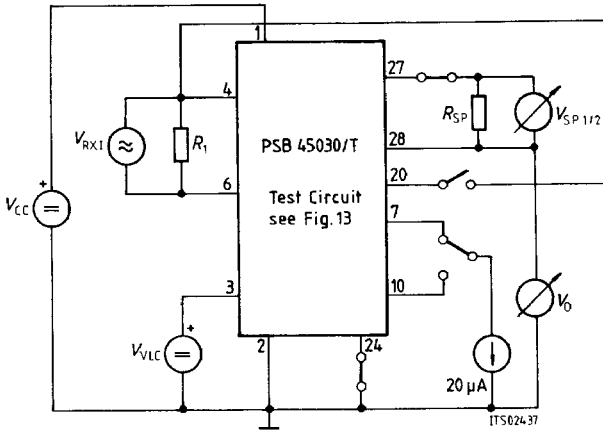 1
27
4
R_SP
V_SP 1/2
V_RXI
R_1
PSB 45030/T
28
20
6
Test Circuit
see Fig. 13
7
V_CC
3
10
V_0
V_VLC
2
24
20 μA
ITS02437